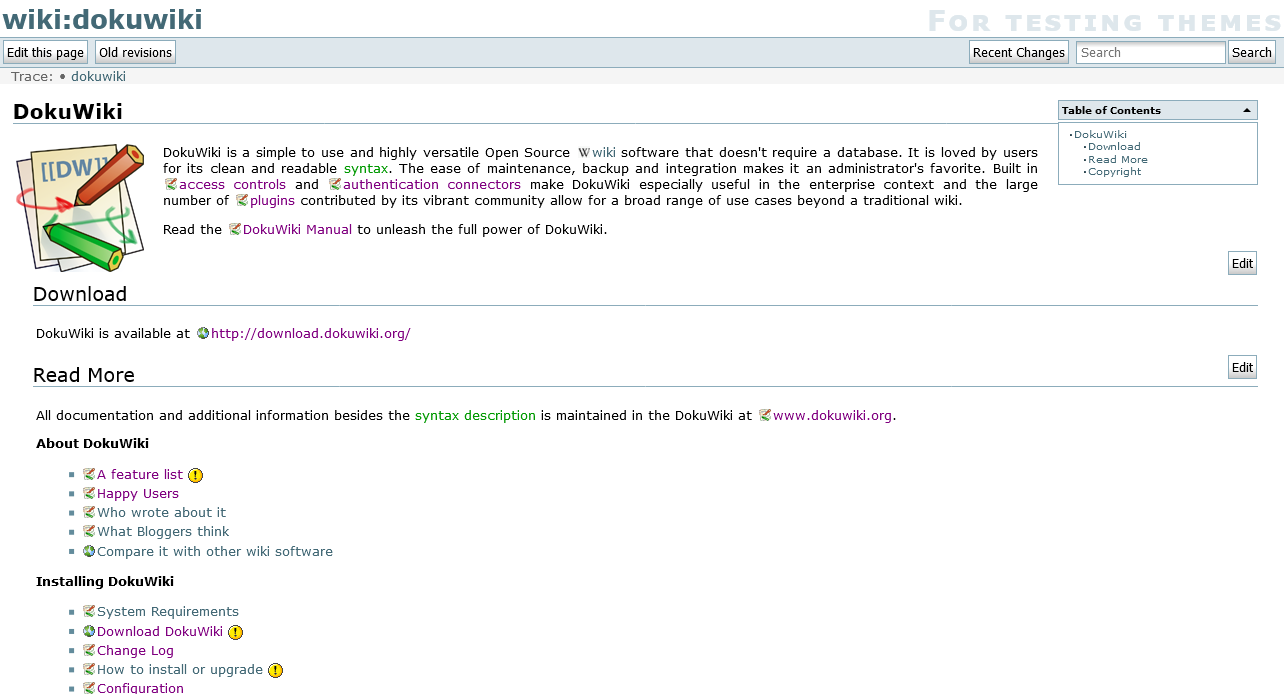 wiki:dokuwiki
For testing themes
Edit this page Old revisions Recent Changes Search Search
Trace: • dokuwiki
DokuWiki
Table of Contents
DokuWiki
Download
Read More
Copyright
[[DW]]
DokuWiki is a simple to use and highly versatile Open Source wiki software that doesn't require a database. It is loved by users
for its clean and readable syntax. The ease of maintenance, backup and integration makes it an administrator's favorite. Built in
access controls and authentication connectors make DokuWiki especially useful in the enterprise context and the large
number of plugins contributed by its vibrant community allow for a broad range of use cases beyond a traditional wiki.
Read the DokuWiki Manual to unleash the full power of DokuWiki.
Edit
Download
DokuWiki is available at http://download.dokuwiki.org/
Edit
Read More
All documentation and additional information besides the syntax description is maintained in the DokuWiki at www.dokuwiki.org.
About DokuWiki
A feature list
Happy Users
Who wrote about it
What Bloggers think
Compare it with other wiki software
Installing DokuWiki
System Requirements
Download DokuWiki
Change Log
How to install or upgrade
Configuration